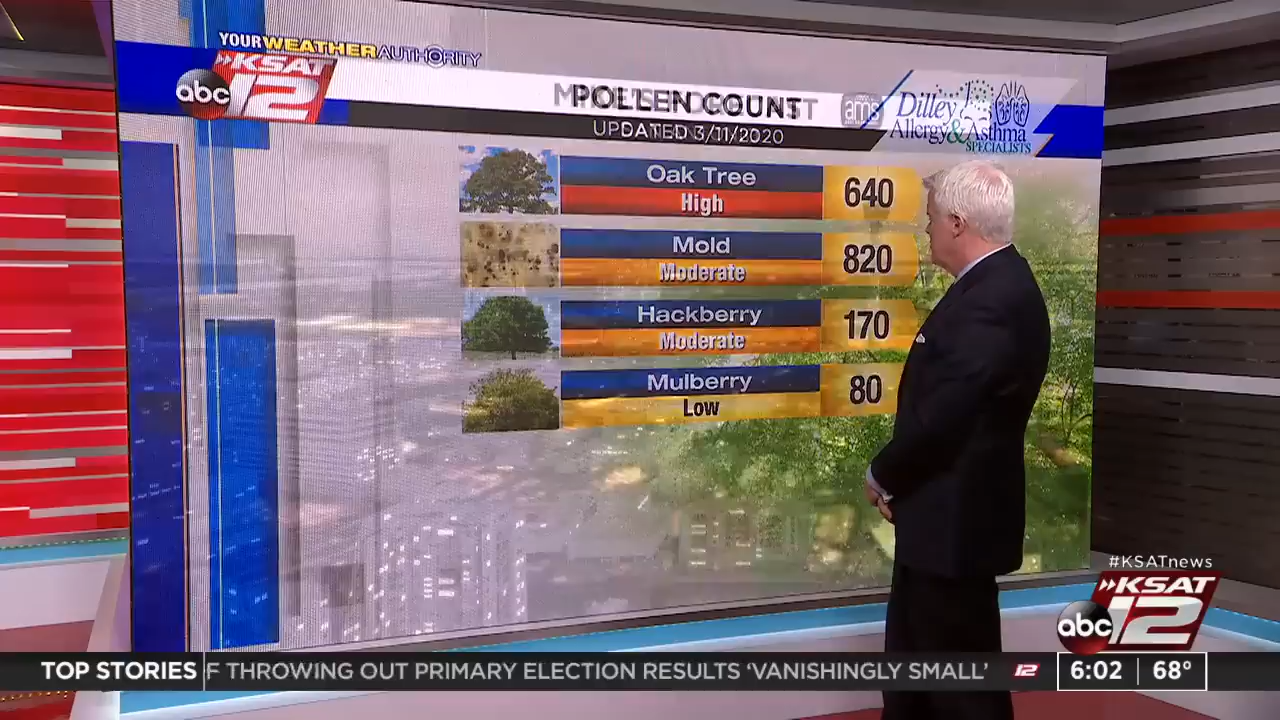 YOUR WEATHER AUTHORITY
KSAT
abc 12
POLLEN COUNT
ams
UPDATED 3/11/2020
Dilley
Allergy & Asthma
SPECIALISTS
Oak Tree
High
640
Mold
Moderate
820
Hackberry
Moderate
170
Mulberry
Low
80
#KSATnews
KSAT
abc 12
TOP STORIES F THROWING OUT PRIMARY ELECTION RESULTS ‘VANISHINGLY SMALL’ 12 6:02 68°